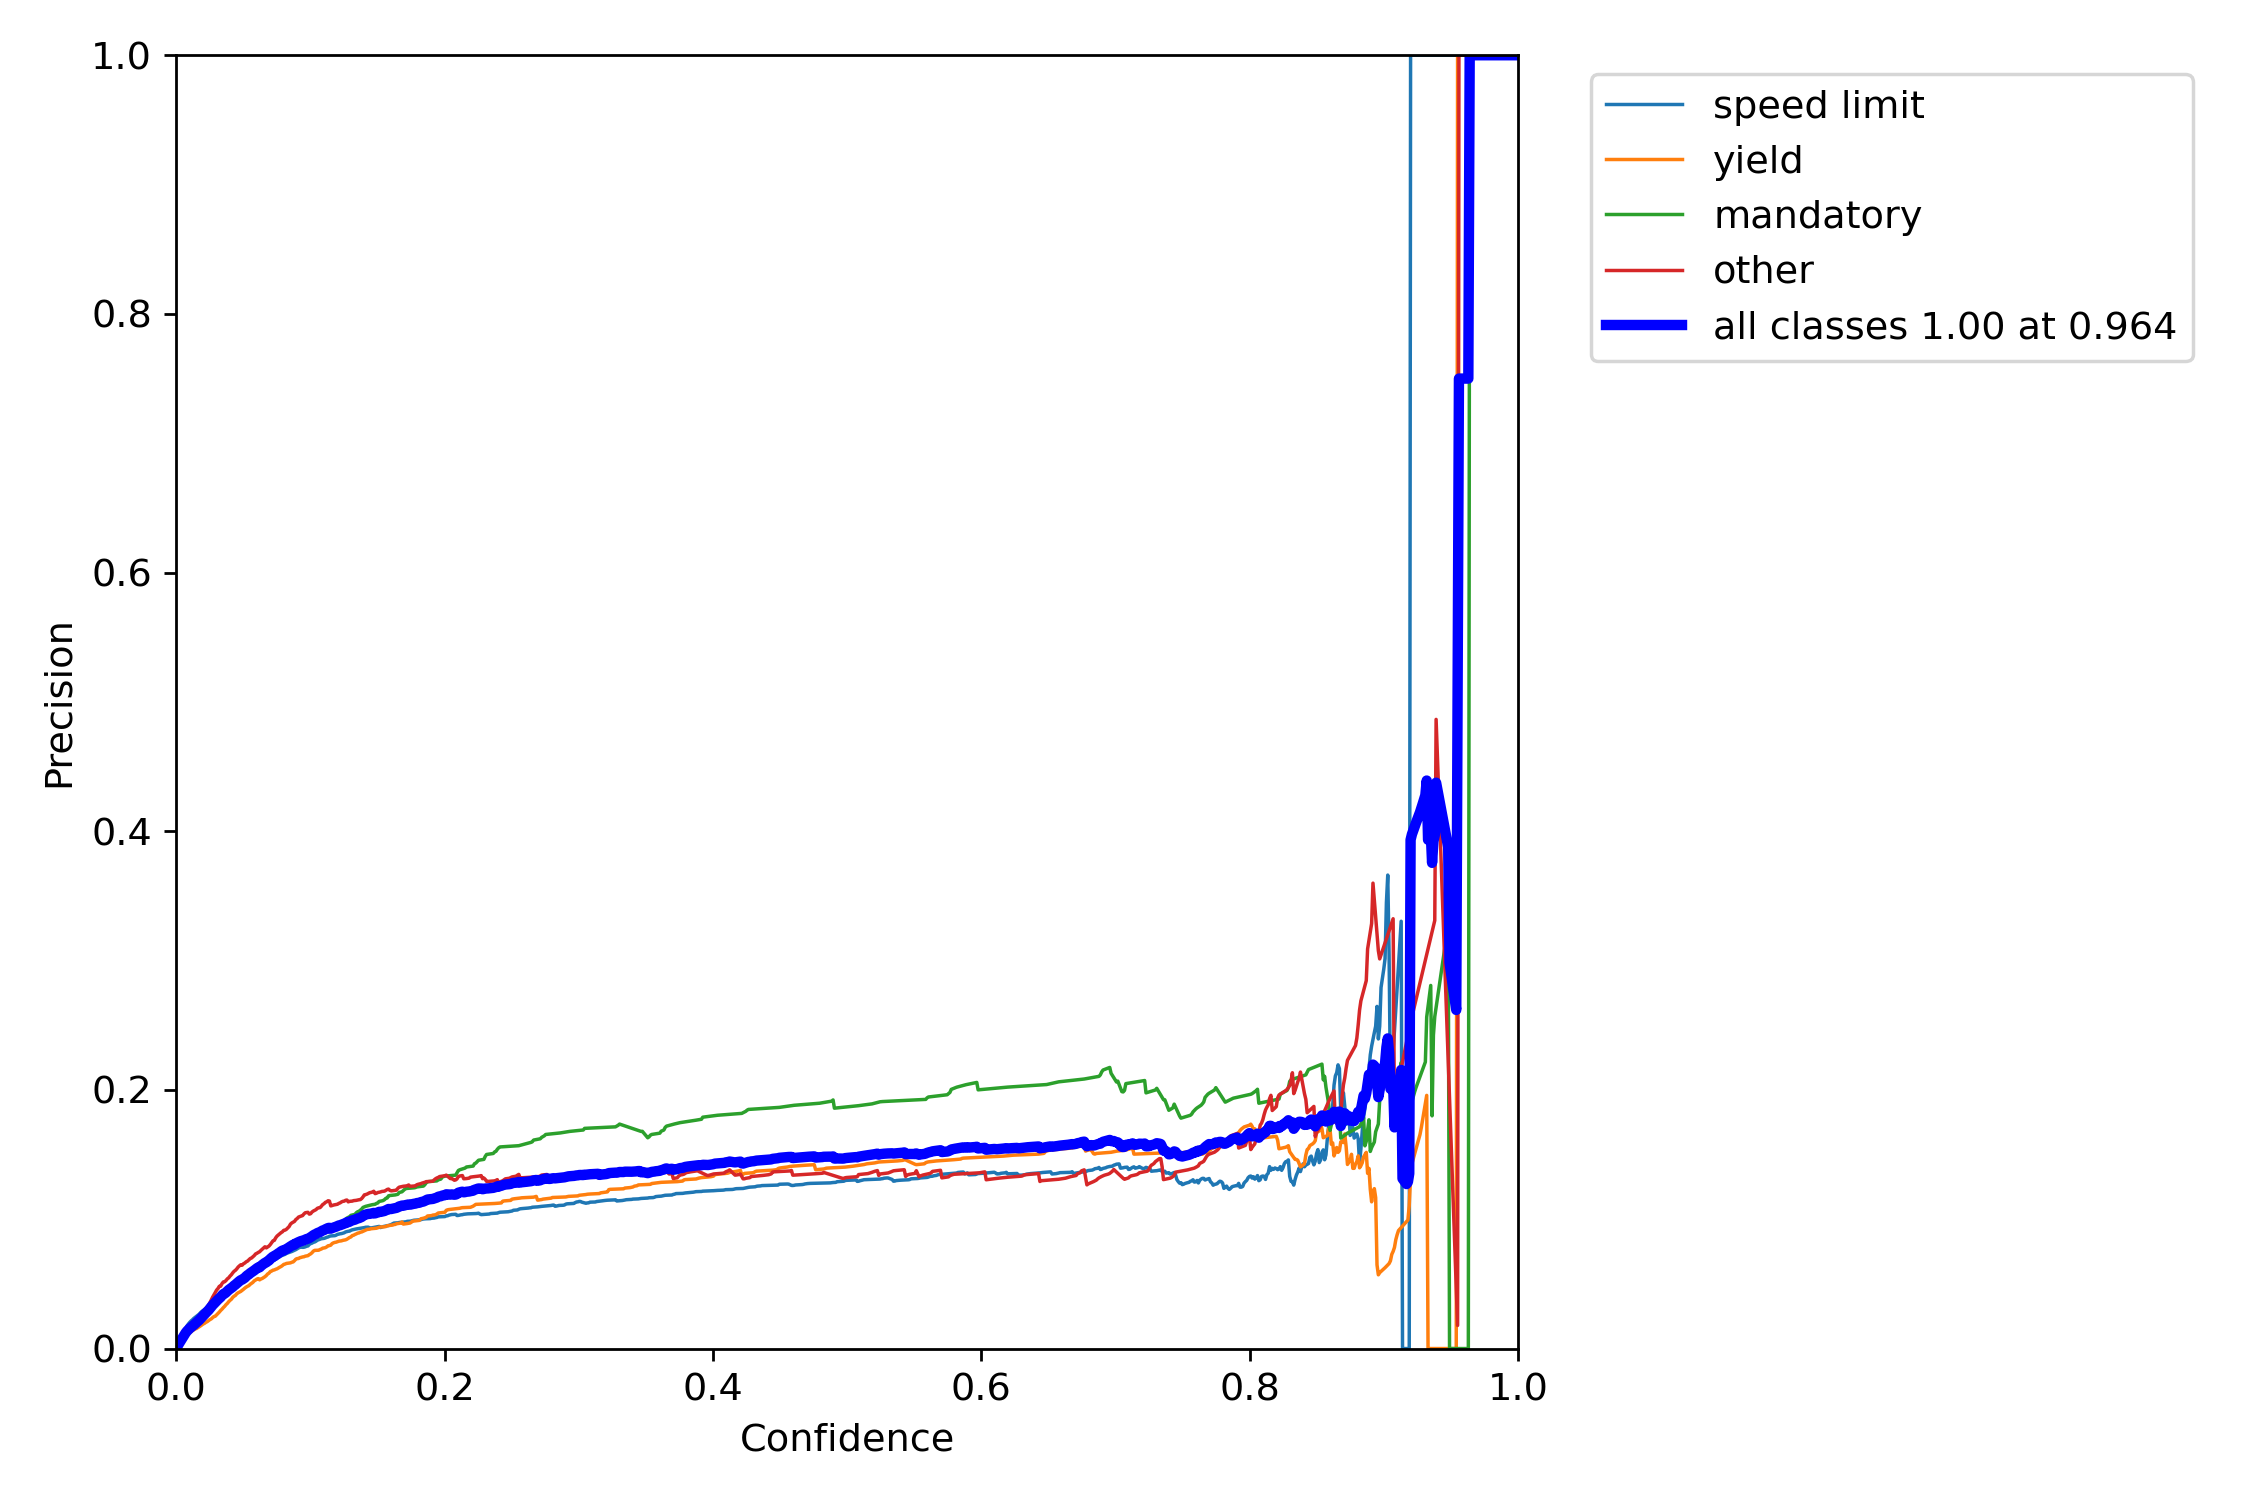 1.0
0.8
0.6
0.4
0.2
0.0
Precision
0.0 0.2 0.4 0.6 0.8 1.0
Confidence
speed limit
yield
mandatory
other
all classes 1.00 at 0.964